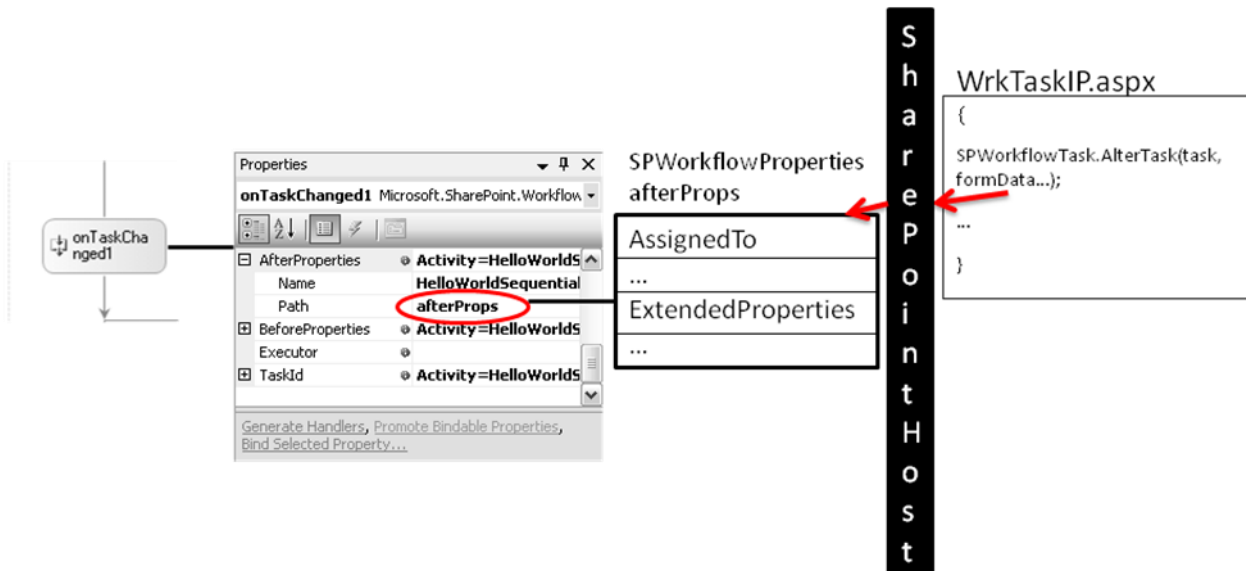 onTaskCha
nged1
Properties
onTaskChanged1 Microsoft.SharePoint.Workflow
AfterProperties Activity=HelloWorldS
Name HelloWorldSequential
Path afterProps
BeforeProperties Activity=HelloWorldS
Executor
TaskId Activity=HelloWorldS
Generate Handlers, Promote Bindable Properties,
Bind Selected Property...
SPWorkflowProperties
afterProps
AssignedTo
...
ExtendedProperties
...
SharePointHost
WrkTaskIP.aspx
{
SPWorkflowTask.AlterTask(task,
formData...);
...
}